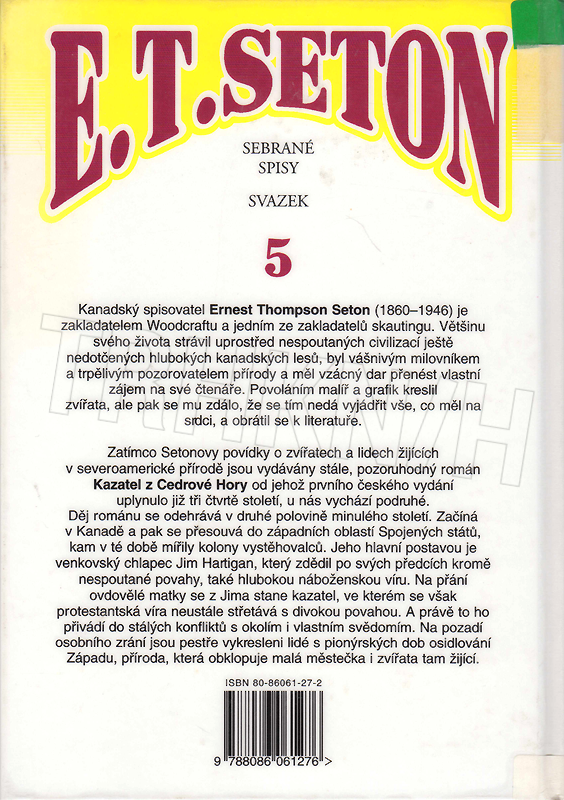 E. T. SETON
SEBRANÉ
SPISY
SVAZEK
5
Kanadský spisovatel Ernest Thompson Seton (1860–1946) je
zakladatelem Woodcraftu a jedním ze zakladatelů skautingu. Většinu
svého života strávil uprostřed nespoutaných civilizací ještě
nedotčených hlubokých kanadských lesů, byl vášnivým milovníkem
a trpělivým pozorovatelem přírody a měl vzácný dar přenést vlastní
zájem na své čtenáře. Povoláním malíř a grafik kreslil
zvířata, ale pak se mu zdálo, že se tím nedá vyjádřit vše, co měl na
srdci, a obrátil se k literatuře.
Zatímco Setonovy povídky o zvířatech a lidech žijících
v severoamerické přírodě jsou vydávány stále, pozoruhodný román
Kazatel z Cedrové Hory od jehož prvního českého vydání
uplynulo již tři čtvrtě století, u nás vychází podruhé.
Děj románu se odehrává v druhé polovině minulého století. Začíná
v Kanadě a pak se přesouvá do západních oblastí Spojených států,
kam v té době mířily kolony vystěhovalců. Jeho hlavní postavou je
venkovský chlapec Jim Hartigan, který zdědil po svých předcích kromě
nespoutané povahy, také hlubokou náboženskou víru. Na přání
ovdovělé matky se z Jima stane kazatel, ve kterém se však
protestantská víra neustále střetává s divokou povahou. A právě to ho
přivádí do stálých konfliktů s okolím i vlastním svědomím. Na pozadí
osobního zrání jsou pestře vykresleni lidé s pionýrských dob osidlování
Západu, příroda, která obklopuje malá městečka i zvířata tam žijící.
ISBN 80-86061-27-2
9 788086 061276 >